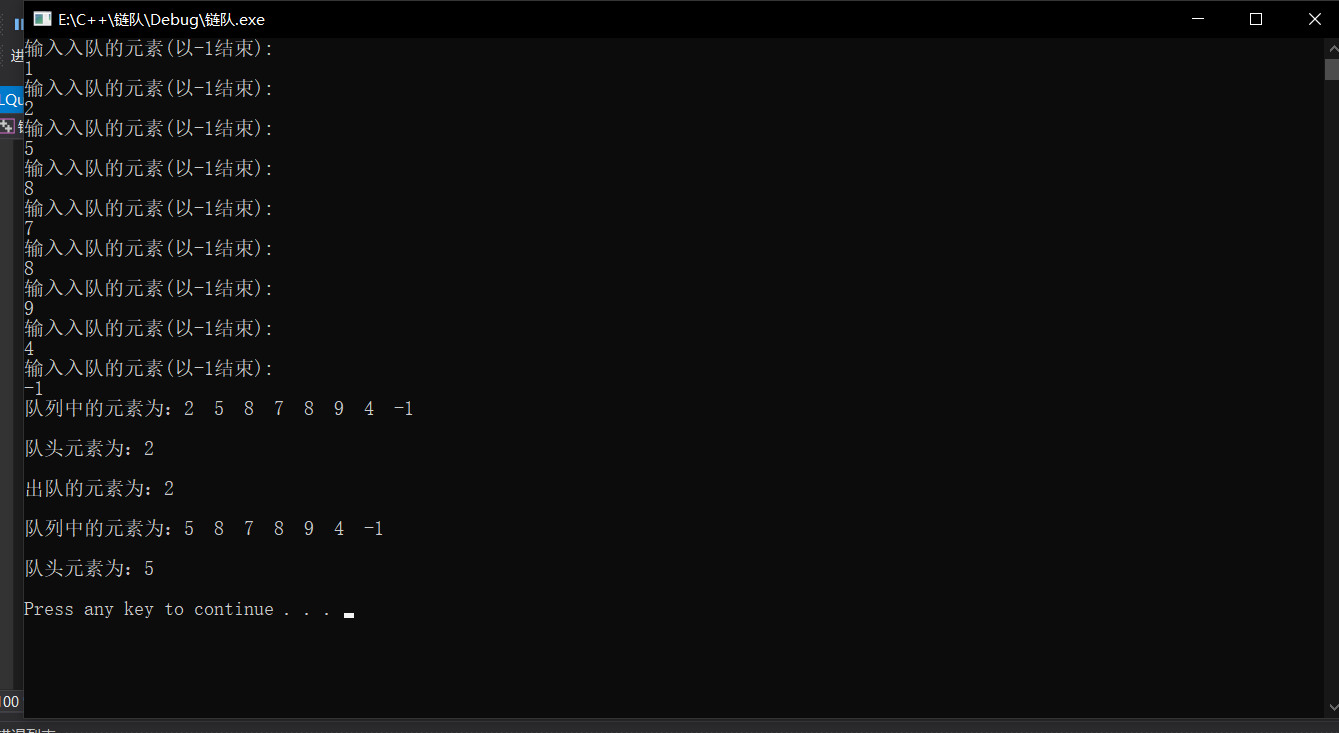 E:\C++\链队\Debug\链队.exe
输入入队的元素(以-1结束):
1
输入入队的元素(以-1结束):
2
输入入队的元素(以-1结束):
5
输入入队的元素(以-1结束):
8
输入入队的元素(以-1结束):
7
输入入队的元素(以-1结束):
8
输入入队的元素(以-1结束):
9
输入入队的元素(以-1结束):
4
输入入队的元素(以-1结束):
-1
队列中的元素为: 2  5  8  7  8  9  4  -1
队头元素为: 2
出队的元素为: 2
队列中的元素为: 5  8  7  8  9  4  -1
队头元素为: 5
Press any key to continue . . .
进
LQu
100